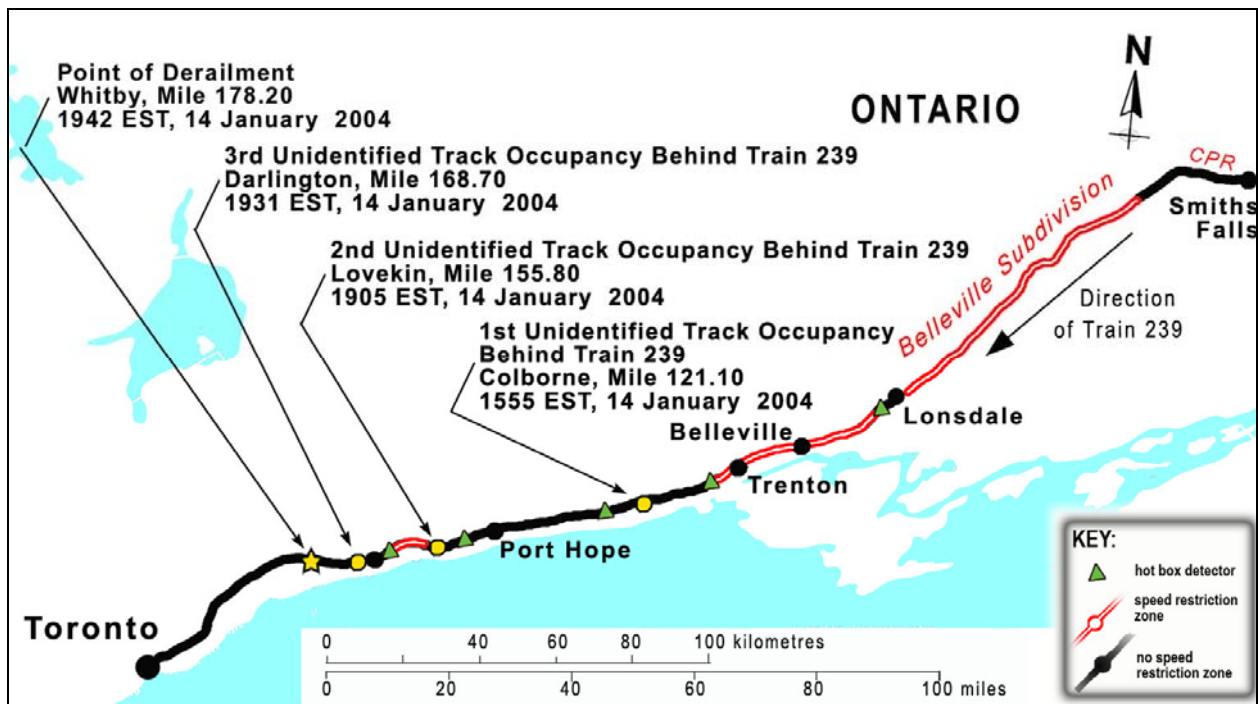 Point of Derailment
Whitby, Mile 178.20
1942 EST, 14 January 2004
3rd Unidentified Track Occupancy Behind Train 239
Darlington, Mile 168.70
1931 EST, 14 January 2004
2nd Unidentified Track Occupancy Behind Train 239
Lovekin, Mile 155.80
1905 EST, 14 January 2004
1st Unidentified Track Occupancy
Behind Train 239
Colborne, Mile 121.10
1555 EST, 14 January 2004
ONTARIO
N
CPR
Smiths
Falls
Belleville Subdivision
Direction
of Train 239
Lonsdale
Belleville
Trenton
Port Hope
Toronto
0 40 60 80 100 kilometres
0 20 40 60 80 100 miles
KEY:
hot box detector
speed restriction
zone
no speed
restriction zone